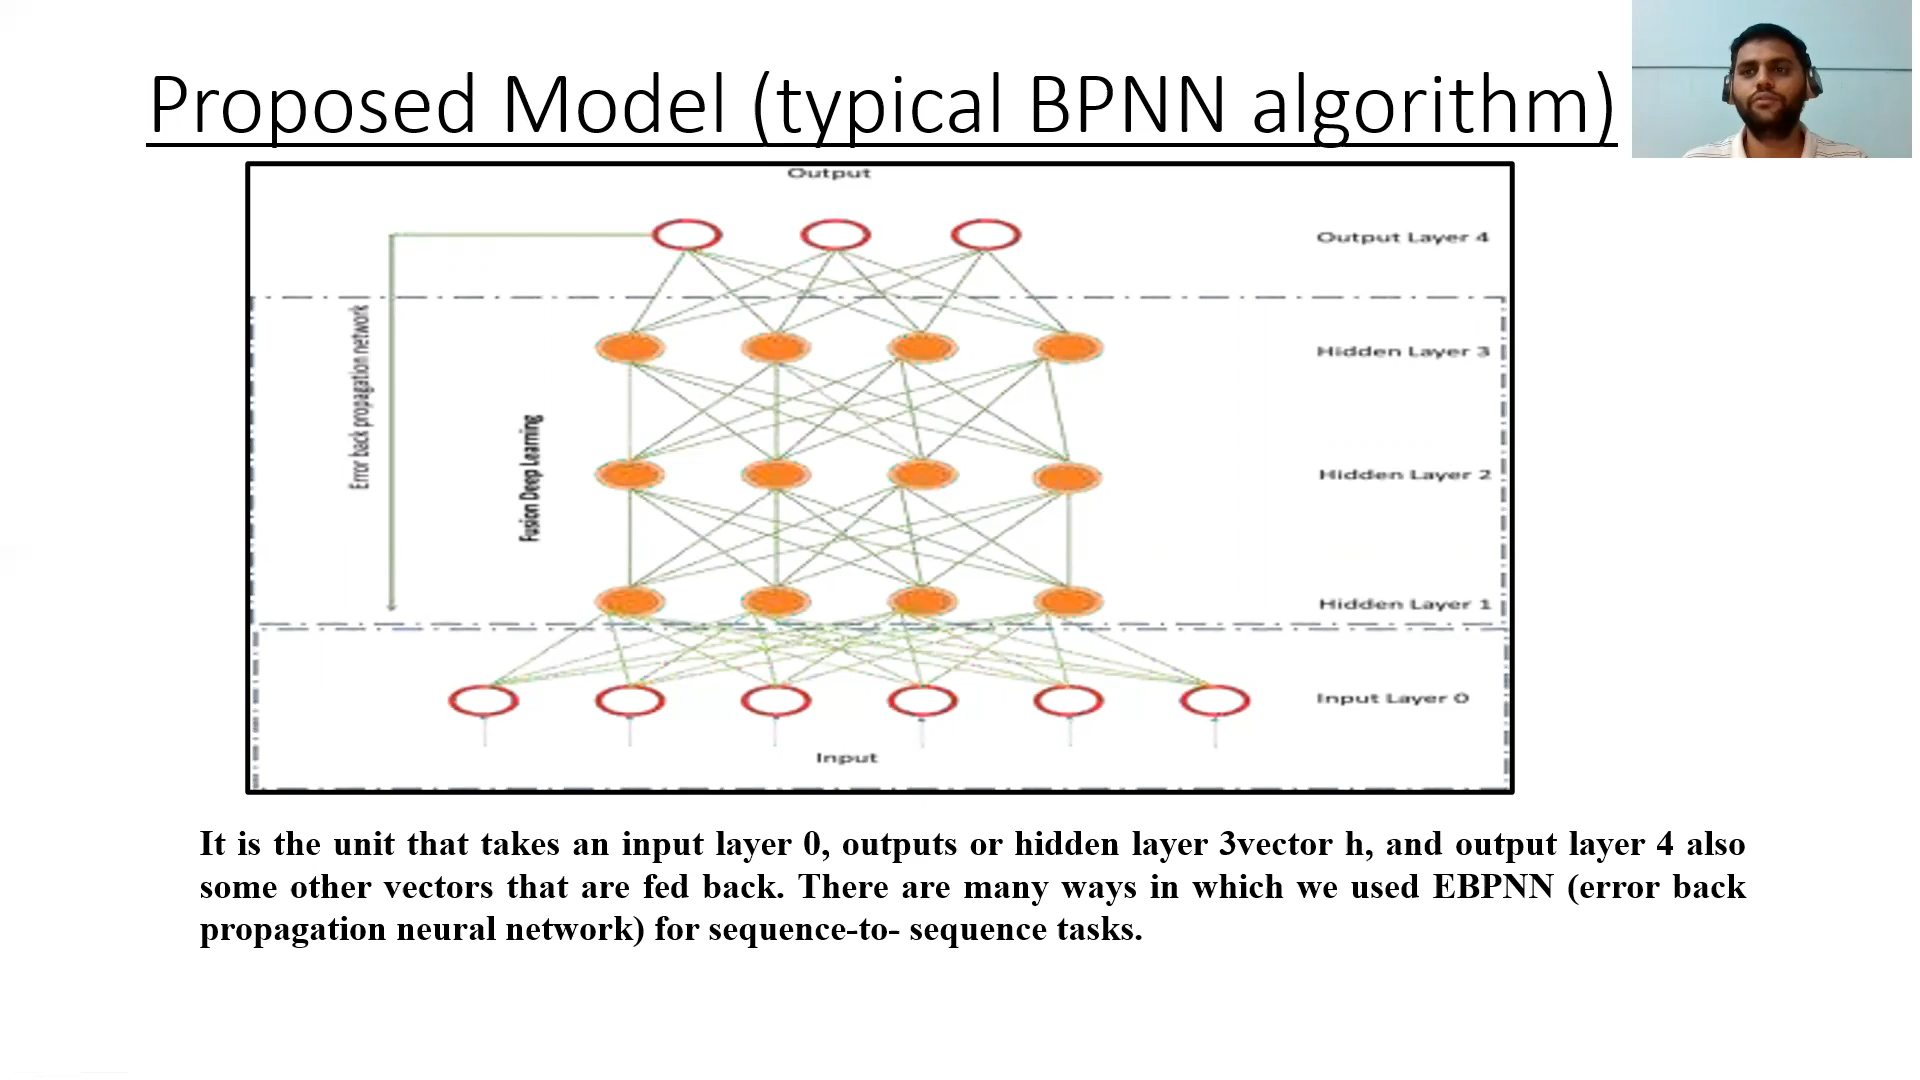 Proposed Model (typical BPNN algorithm)
Output
Output Layer 4
Error back propagation network
Hidden Layer 3
Fusion Deep Learning
Hidden Layer 2
Hidden Layer 1
Input Layer 0
Input
It is the unit that takes an input layer 0, outputs or hidden layer 3vector h, and output layer 4 also
some other vectors that are fed back. There are many ways in which we used EBPNN (error back
propagation neural network) for sequence-to- sequence tasks.